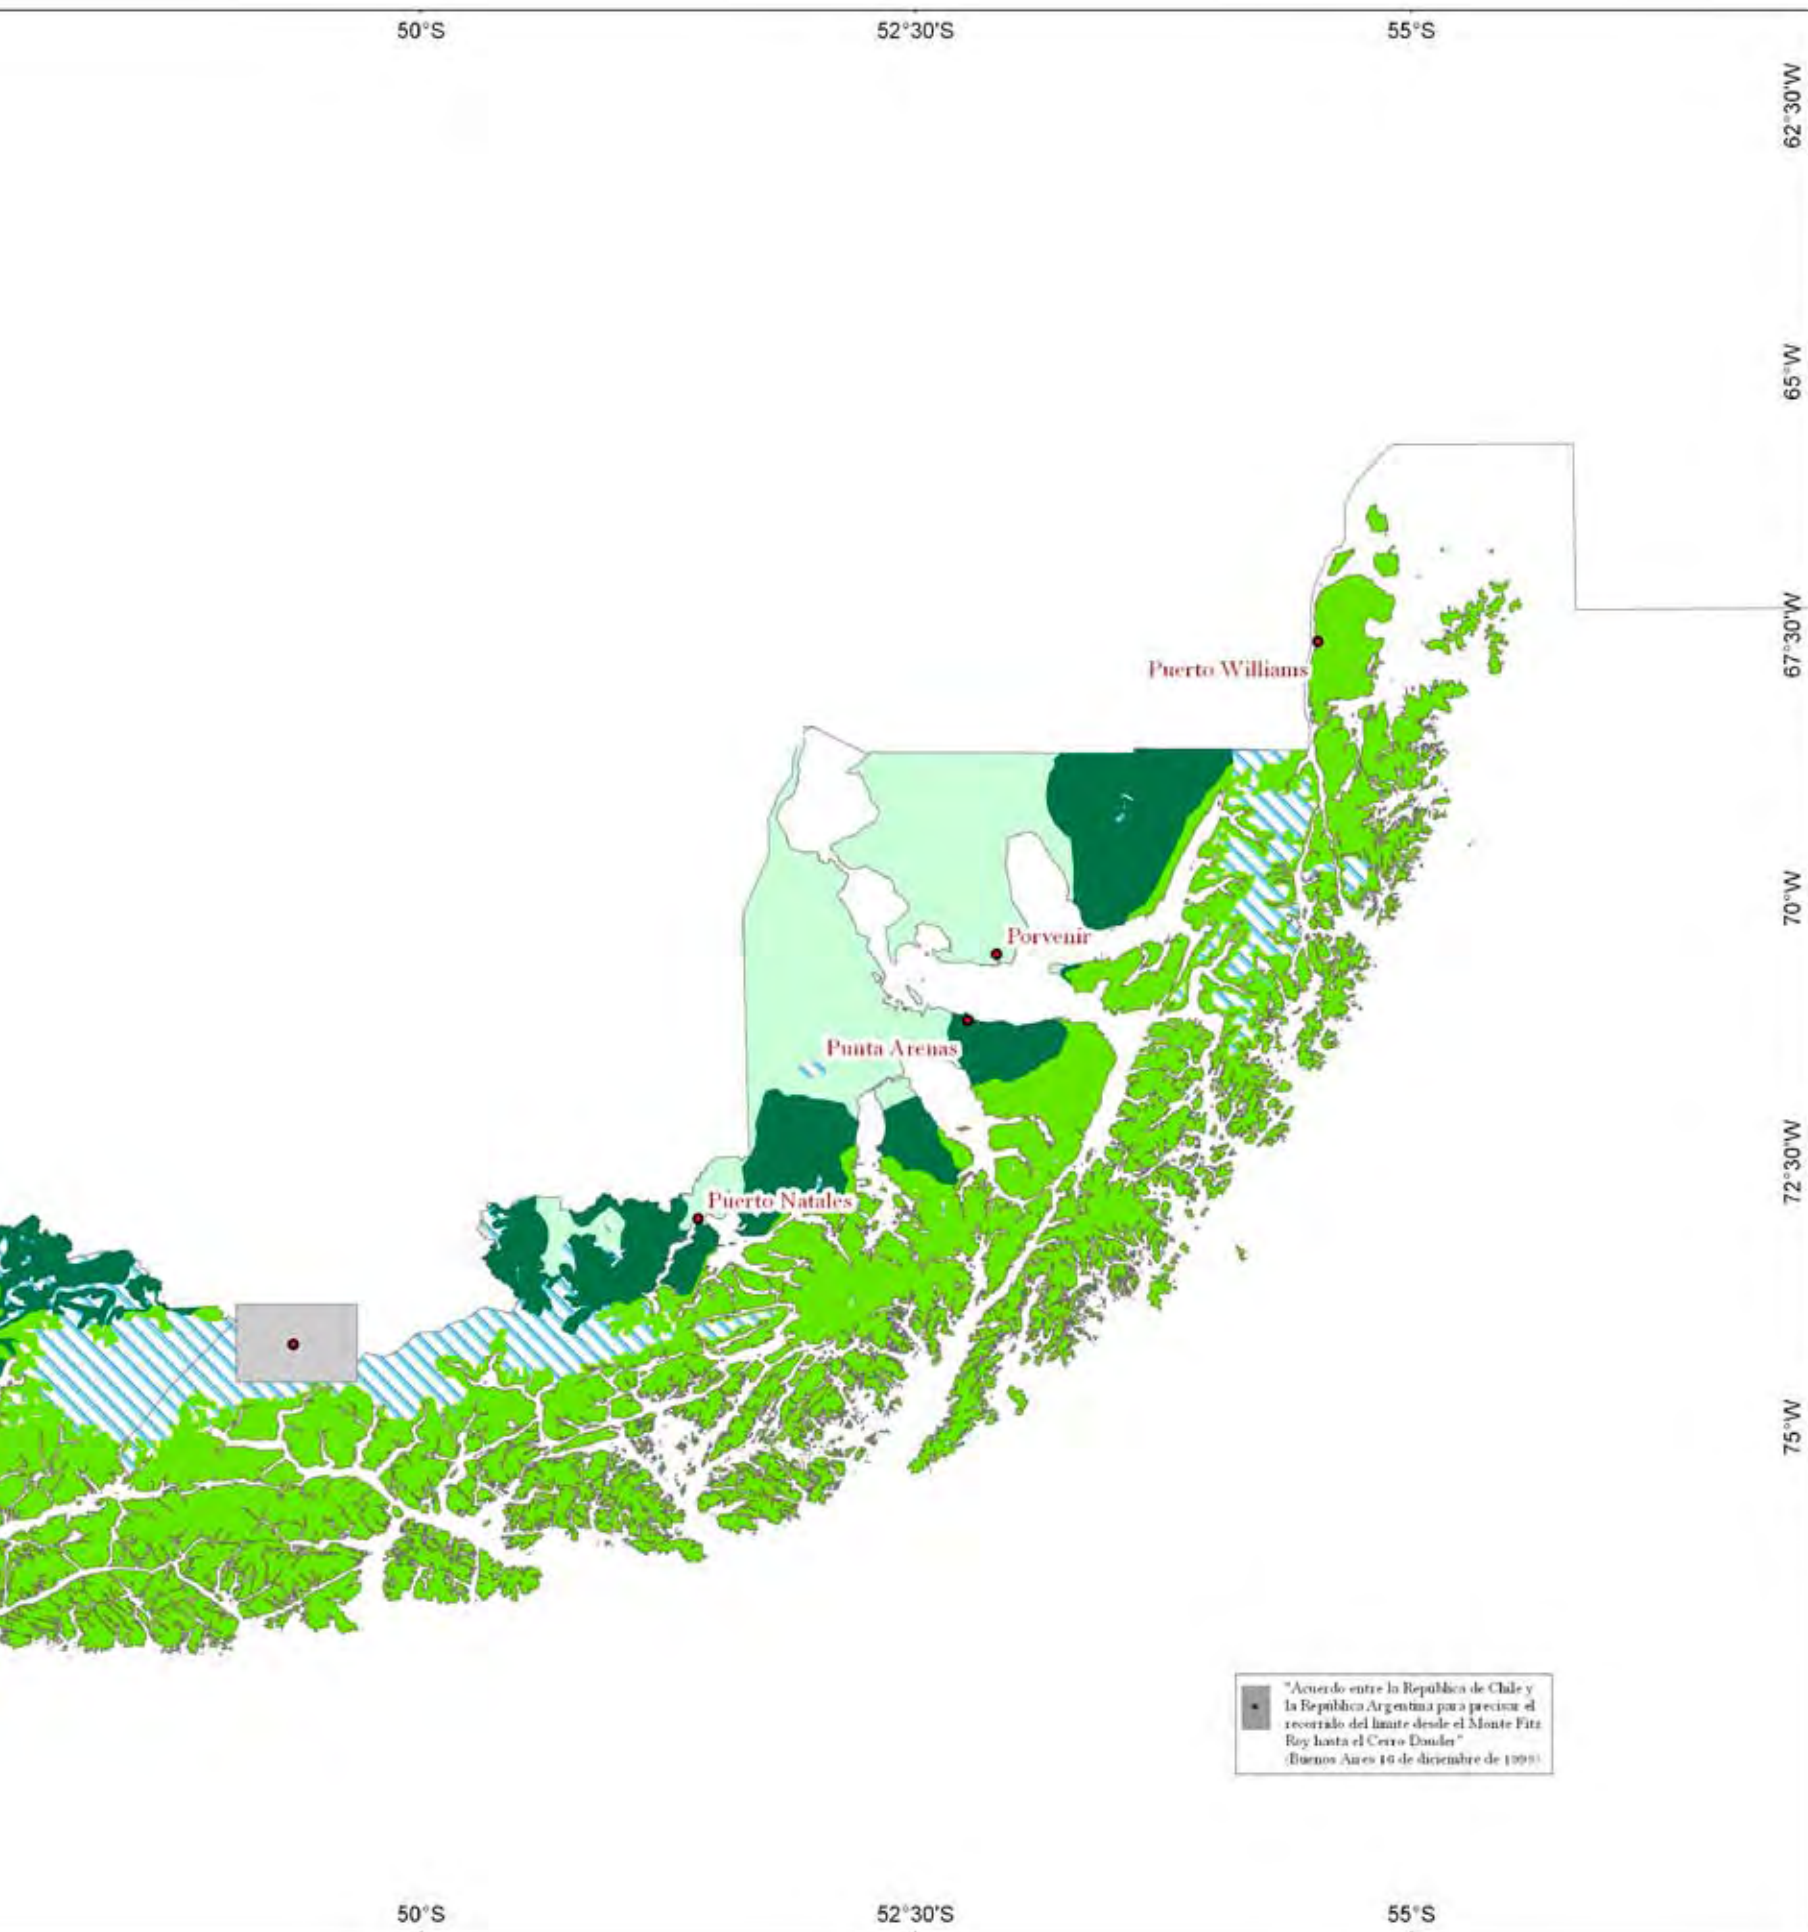 50°S
52°30'S
55°S
62°30'W
65°W
67°30'W
Puerto Williams
70°W
Porvenir
Punta Arenas
72°30'W
Puerto Natales
75°W
"Acuerdo entre la República de Chile y
la República Argentina para precisar el
recorrido del limite desde el Monte Fitz
Roy hasta el Cerro Daudet"
(Buenos Aires 16 de diciembre de 1998)
50°S
52°30'S
55°S